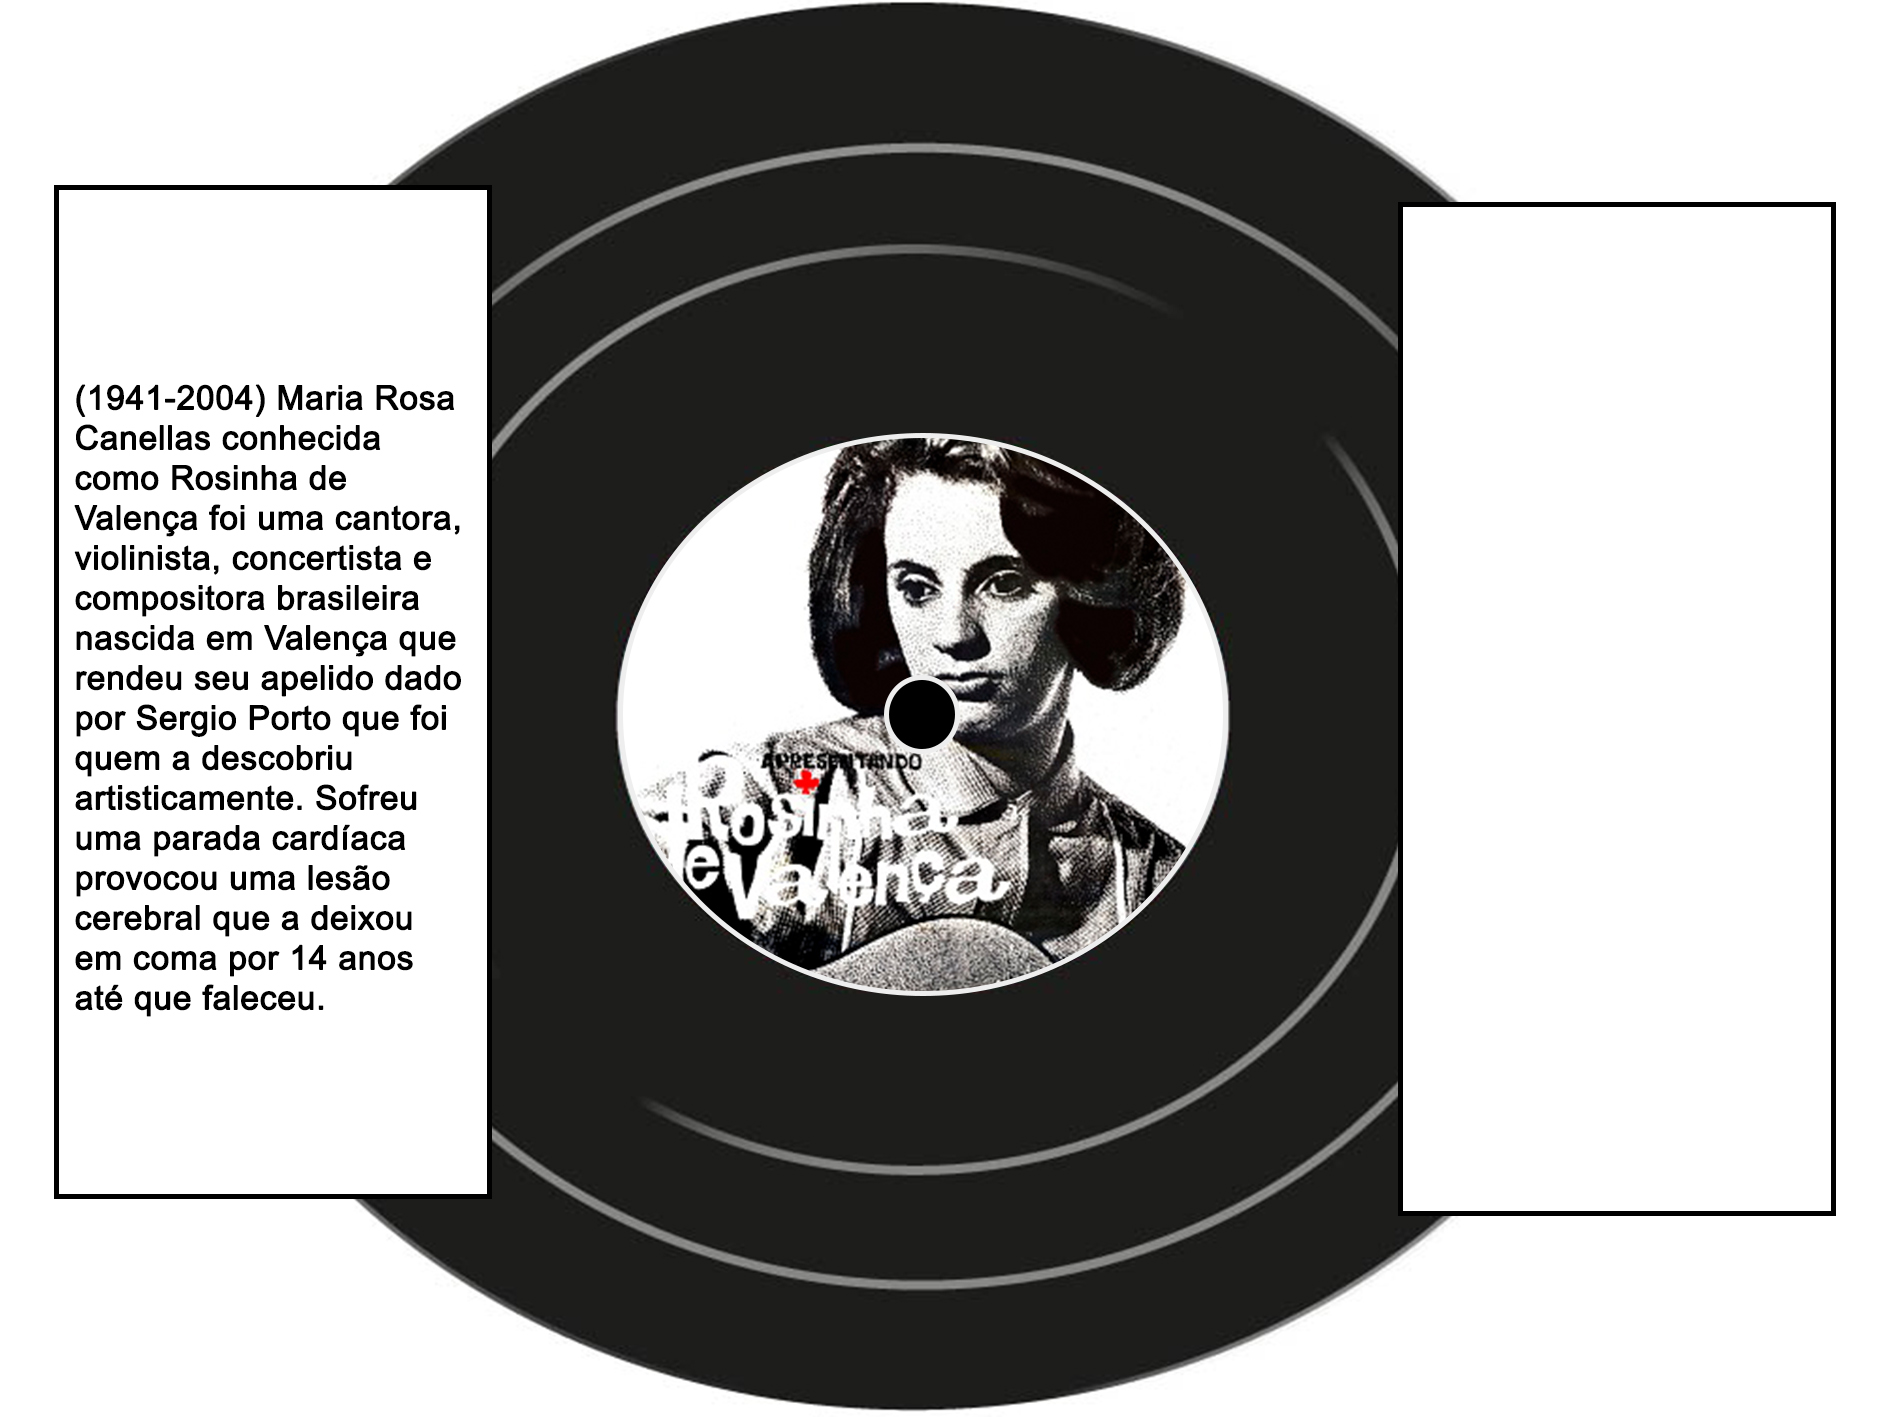 (1941-2004) Maria Rosa
Canellas conhecida
como Rosinha de
Valença foi uma cantora,
violinista, concertista e
compositora brasileira
nascida em Valença que
rendeu seu apelido dado
por Sergio Porto que foi
quem a descobriu
artisticamente. Sofreu
uma parada cardíaca
provocou uma lesão
cerebral que a deixou
em coma por 14 anos
até que faleceu.
APRESENTANDO
Rosinha
e Valença